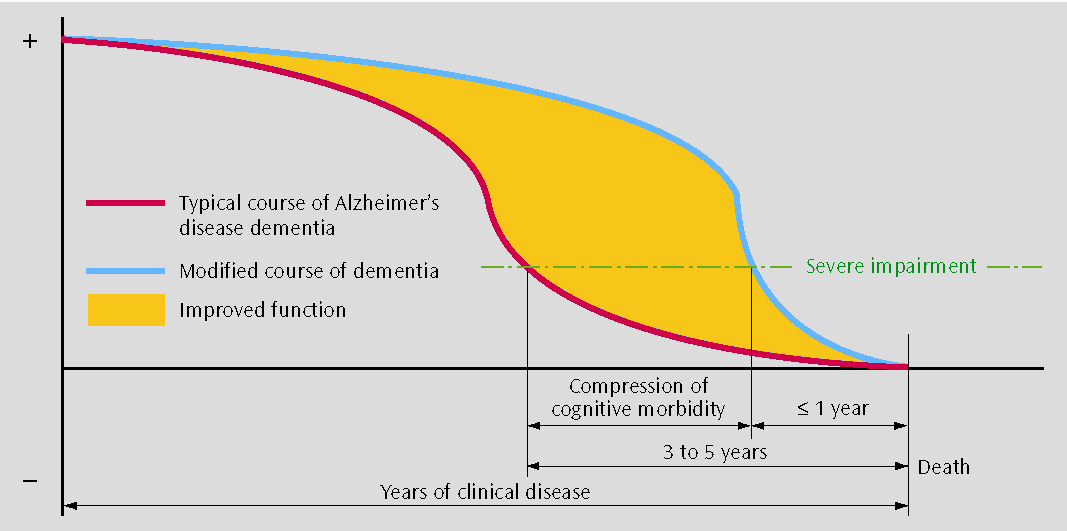 +
Typical course of Alzheimer’s
disease dementia
Modified course of dementia
Improved function
Severe impairment
Compression of
cognitive morbidity
≤ 1 year
3 to 5 years
Death
–
Years of clinical disease